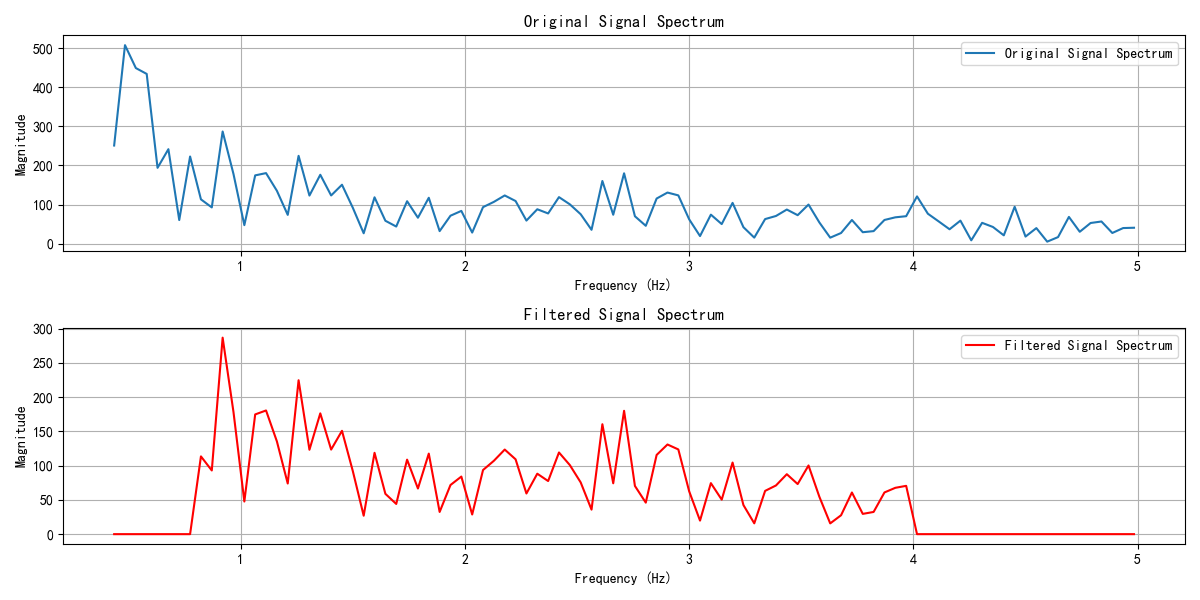 Original Signal Spectrum
Original Signal Spectrum
Magnitude
500
400
300
200
100
0
1
2
3
4
5
Frequency (Hz)
Filtered Signal Spectrum
Filtered Signal Spectrum
Magnitude
300
250
200
150
100
50
0
1
2
3
4
5
Frequency (Hz)